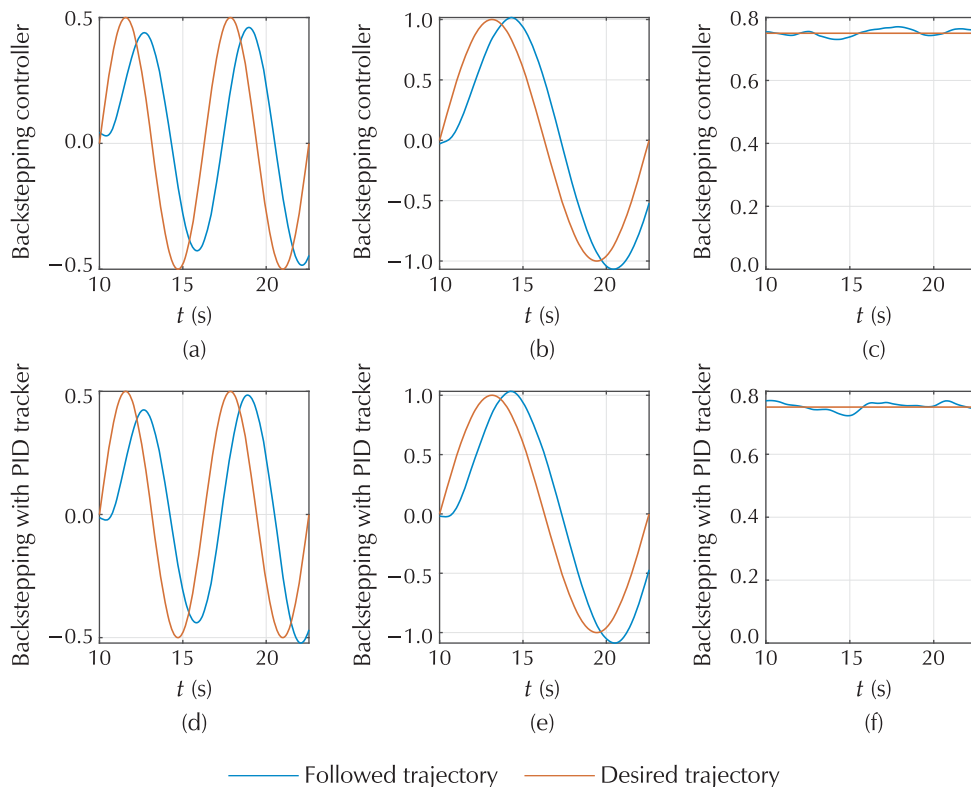 Backstepping controller
0.5
0.0
−0.5
10 15 20
t (s)
(a)
Backstepping controller
1.0
0.5
0.0
−0.5
−1.0
10 15 20
t (s)
(b)
Backstepping controller
0.8
0.6
0.4
0.2
0.0
10 15 20
t (s)
(c)
Backstepping with PID tracker
0.5
0.0
−0.5
10 15 20
t (s)
(d)
Backstepping with PID tracker
1.0
0.5
0.0
−0.5
−1.0
10 15 20
t (s)
(e)
Backstepping with PID tracker
0.8
0.6
0.4
0.2
0.0
10 15 20
t (s)
(f)
Followed trajectory
Desired trajectory